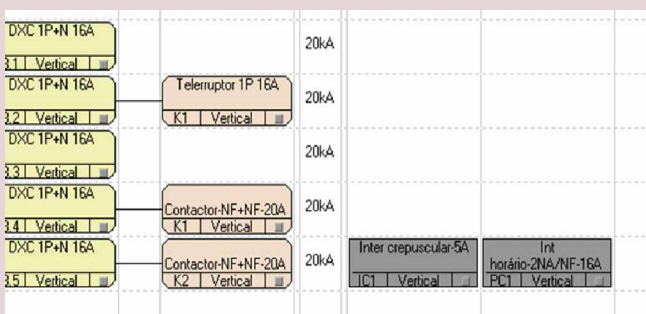 DXC 1P+N 16A
3.1 Vertical
20kA
DXC 1P+N 16A
3.2 Vertical
Telerruptor 1P 16A
K1 Vertical
20kA
DXC 1P+N 16A
3.3 Vertical
20kA
DXC 1P+N 16A
3.4 Vertical
Contactor-NF+NF-20A
K1 Vertical
20kA
DXC 1P+N 16A
3.5 Vertical
Contactor-NF+NF-20A
K2 Vertical
20kA
Inter crepuscular-5A
IC1 Vertical
Int
horário-2NA/NF-16A
PC1 Vertical